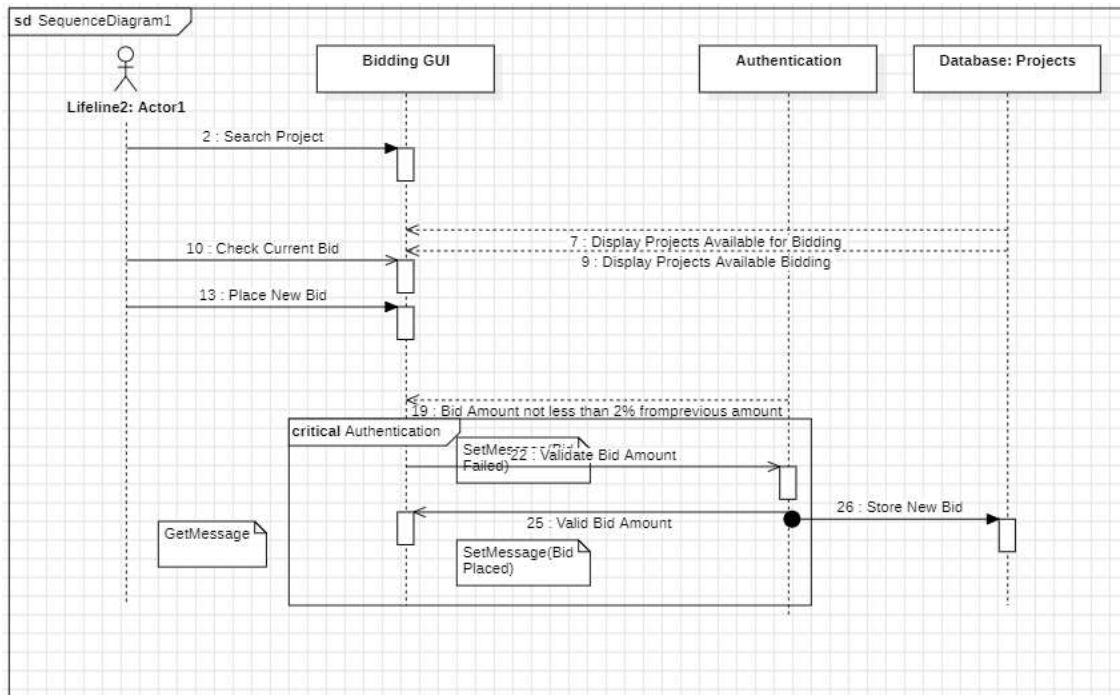 sd SequenceDiagram1
Bidding GUI
Authentication
Database: Projects
Lifeline2: Actor1
2 : Search Project
7 : Display Projects Available for Bidding
10 : Check Current Bid
9 : Display Projects Available Bidding
13 : Place New Bid
19 : Bid Amount not less than 2% fromprevious amount
critical Authentication
22 : Validate Bid Amount
Failed)
26 : Store New Bid
25 : Valid Bid Amount
GetMessage
SetMessage(Bid
Placed)